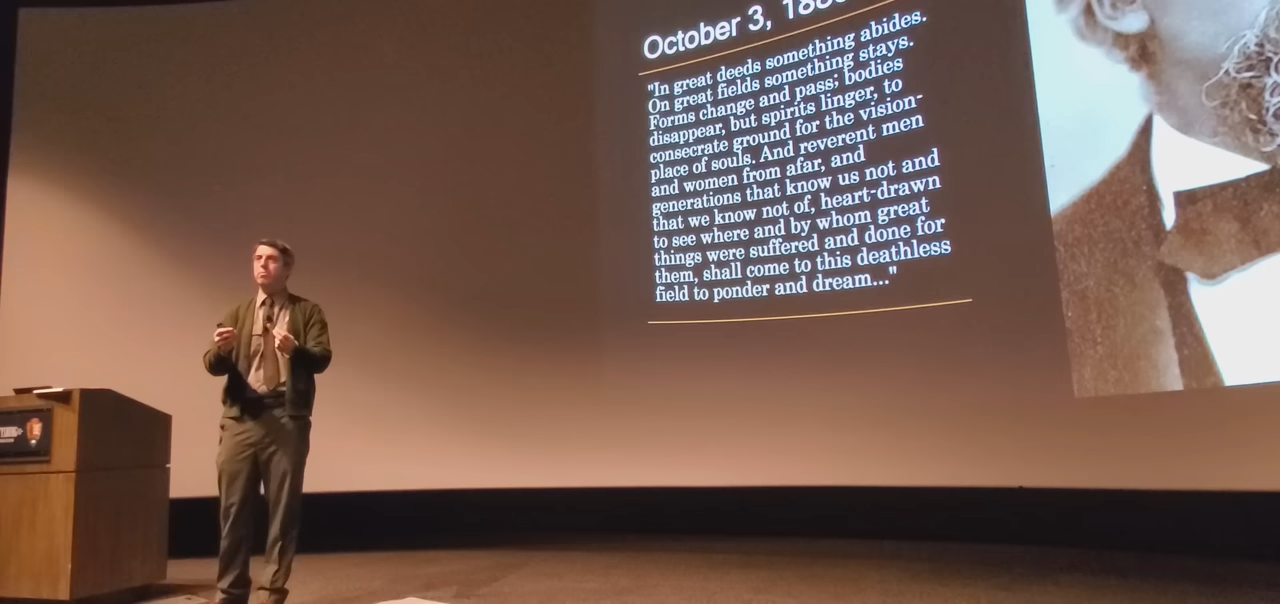 October 3, 188
"In great deeds something abides.
On great fields something stays.
Forms change and pass; bodies
disappear, but spirits linger, to
consecrate ground for the vision-
place of souls. And reverent men
and women from afar, and
generations that know us not and
that we know not of, heart-drawn
to see where and by whom great
things were suffered and done for
them, shall come to this deathless
field to ponder and dream..."